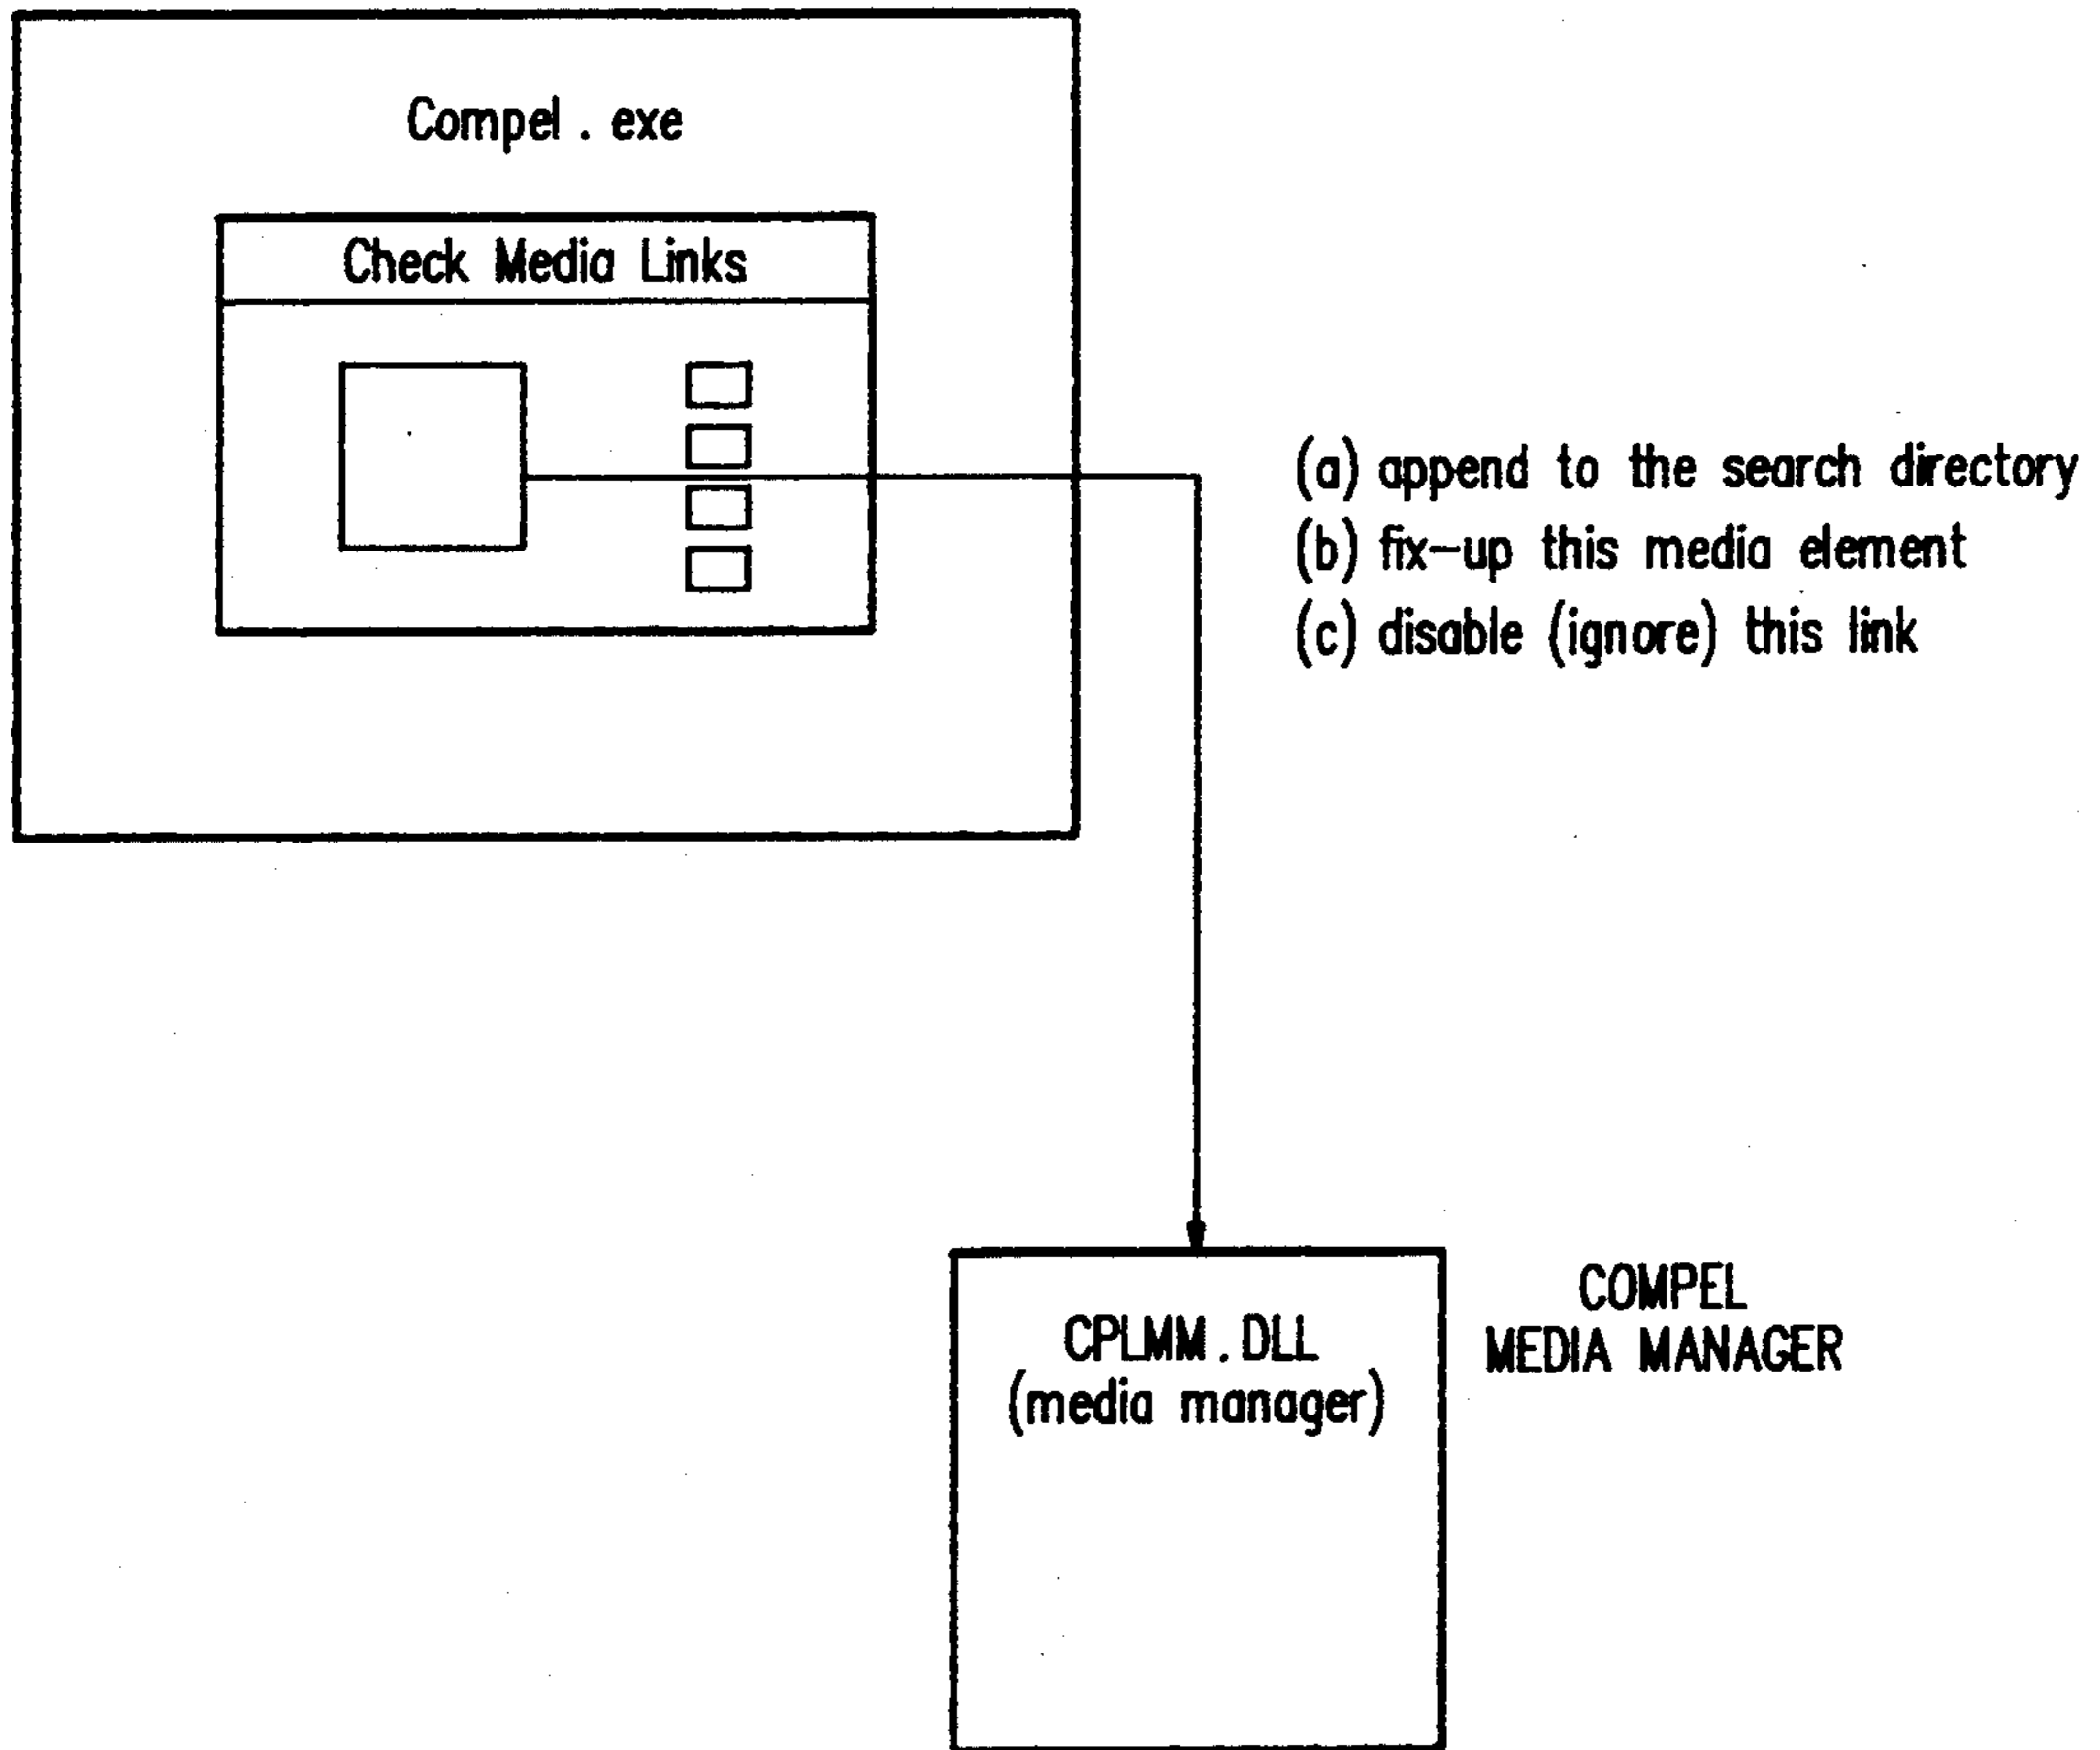 Compel . exe
Check Media Links
(a) append to the search directory
(b) fix-up this media element
(c) disable (ignore) this link
CPLMM . DLL
(media manager)
COMPEL
MEDIA MANAGER